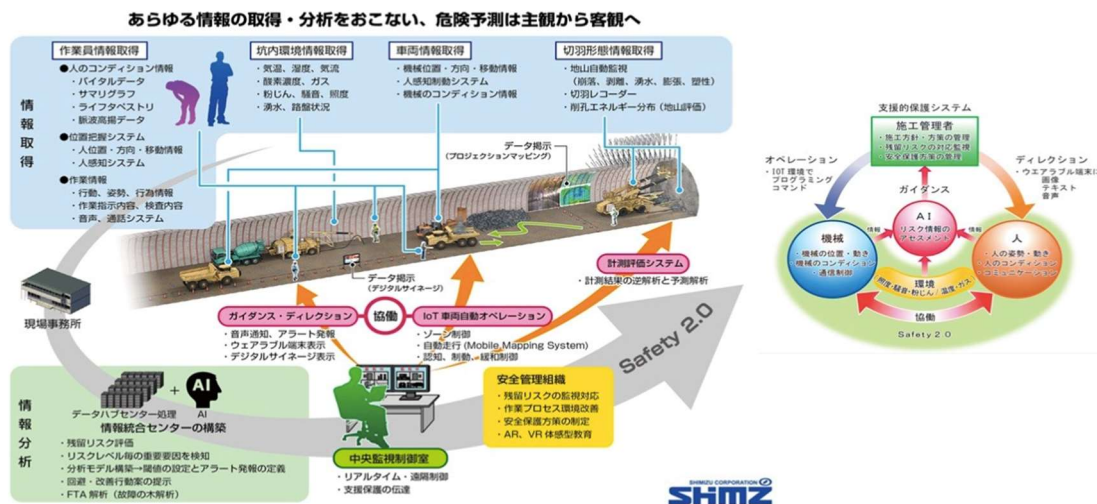 あらゆる情報の取得・分析をおこない、危険予測は主観から客観へ
情報取得
作業員情報取得
●人のコンディション情報
・バイタルデータ
・サマリグラフ
・ライフタペストリ
・脈波高揚データ
●位置把握システム
・人位置・方向・移動情報
・人感知システム
●作業情報
・行動、姿勢、行為情報
・作業指示内容、検査内容
・音声、通話システム
坑内環境情報取得
・気温、湿度、気流
・酸素濃度、ガス
・粉じん、騒音、照度
・湧水、踏盤状況
車両情報取得
・機械位置・方向・移動情報
・人感知制動システム
・機械のコンディション情報
切羽形態情報取得
・地山自動監視
（崩落、剥離、湧水、膨張、塑性）
・切羽レコーダー
・削孔エネルギー分布（地山評価）
データ掲示
（プロジェクションマッピング）
データ掲示
（デジタルサイネージ）
現場事務所
計測評価システム
・計測結果の逆解析と予測解析
ガイダンス・ディレクション
・音声通知、アラート発報
・ウェアラブル端末表示
・デジタルサイネージ表示
協働
IoT 車両自動オペレーション
・ゾーン制御
・自動走行 (Mobile Mapping System)
・認知、制動、緩和制御
Safety 2.0
情報分析
AI
+
データハブセンター処理
AI
情報統合センターの構築
・残留リスク評価
・リスクレベル毎の重要要因を検知
・分析モデル構築→閾値の設定とアラート発報の定義
・回避・改善行動案の提示
・FTA 解析（故障の木解析）
中央監視制御室
・リアルタイム・遠隔制御
・支援保護の伝達
安全管理組織
・残留リスクの監視対応
・作業プロセス環境改善
・安全保護方策の制定
・AR、VR 体感型教育
SHIMIZU CORPORATION
SHIMZ
支援的保護システム
施工管理者
・施工方針・方策の管理
・残留リスクの対応監視
・安全保護方策の管理
オペレーション
・IOT 環境で
プログラミング
コマンド
ディレクション
・ウエアラブル端末に
画像
テキスト
音声
ガイダンス
AI
リスク情報の
アセスメント
情報
情報
機械
・機械の位置・動き
・機械のコンディション
・通信制御
人
・人の姿勢・動き
・人のコンディション
・コミュニケーション
環境
照度・騒音・粉じん／温度・ガス
協働
Safety 2.0